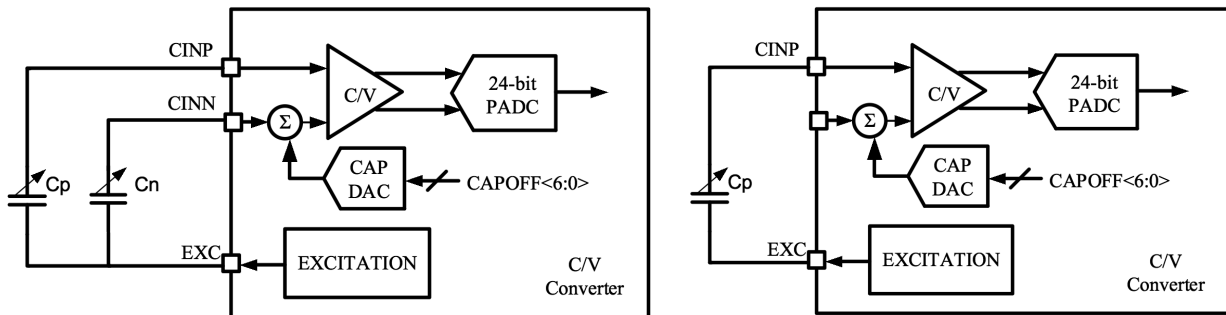 CINP
C/V
24-bit
PADC
CINN
Σ
Cp
Cn
CAP
DAC
CAPOFF<6:0>
EXC
EXCITATION
C/V
Converter
CINP
C/V
24-bit
PADC
Σ
Cp
CAP
DAC
CAPOFF<6:0>
EXC
EXCITATION
C/V
Converter